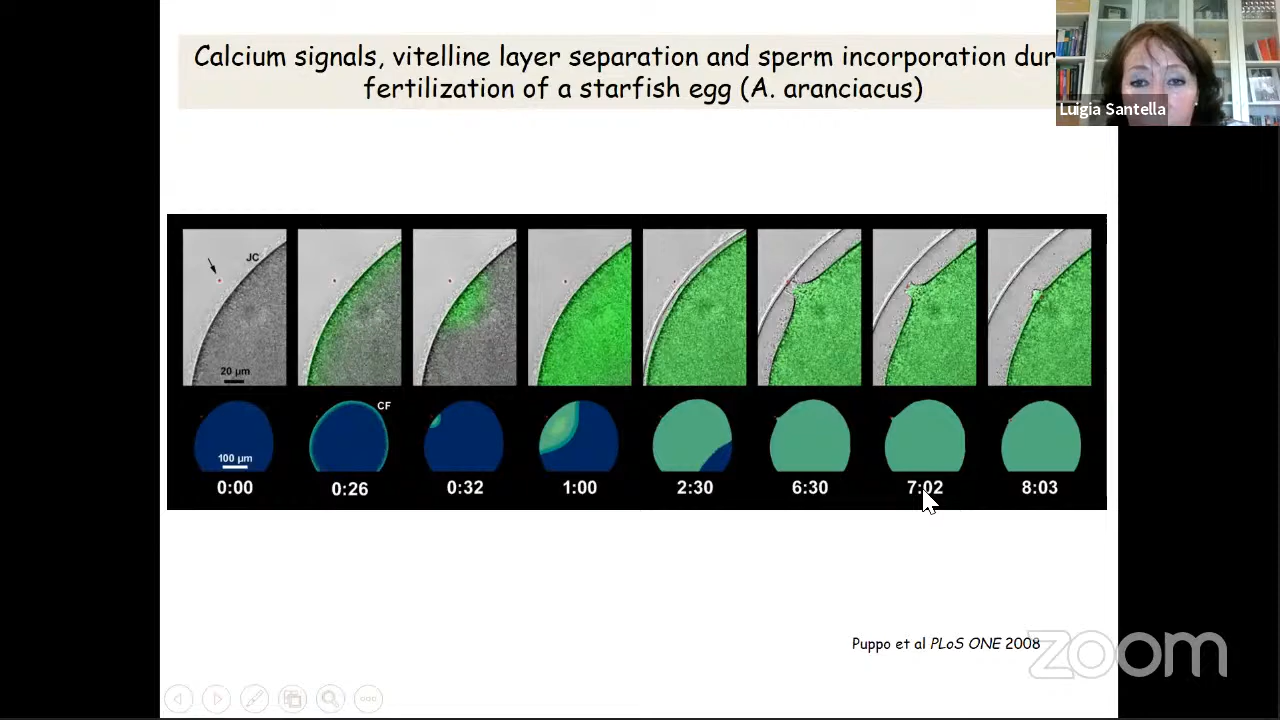 Calcium signals, vitelline layer separation and sperm incorporation dur
fertilization of a starfish egg (A. aranciacus)
Luigia Santella
JC
20 µm
CF
100 µm
0:00 0:26 0:32 1:00 2:30 6:30 7:02 8:03
Puppo et al PLoS ONE 2008
zoom